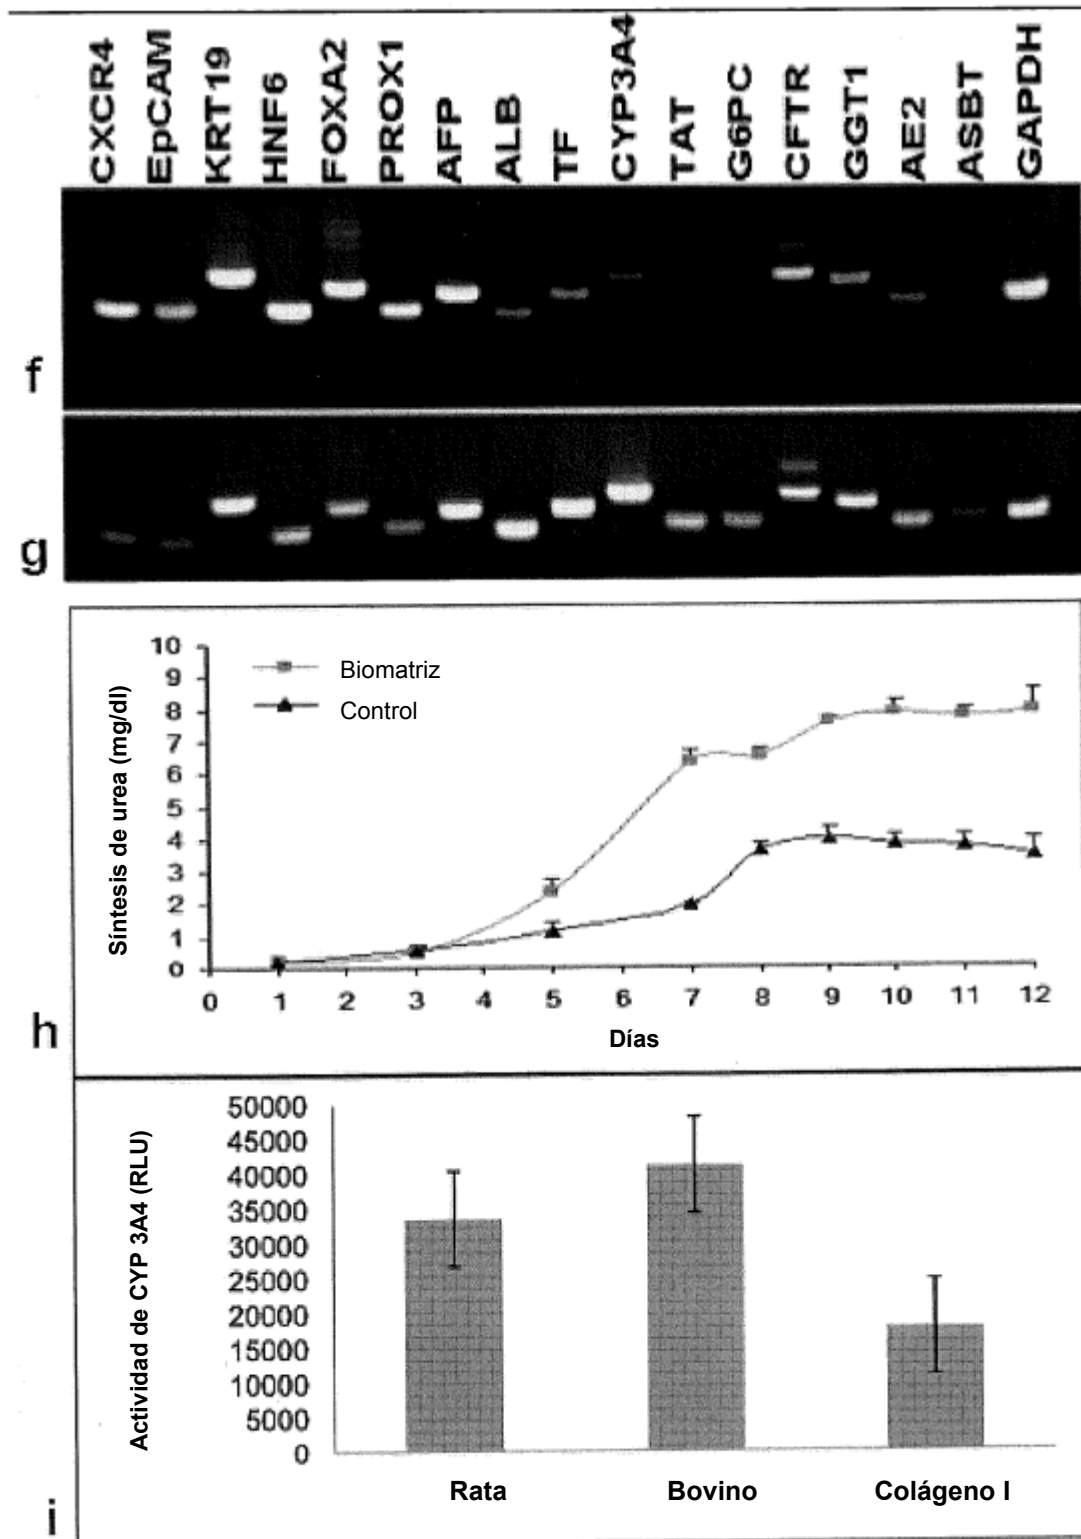 CXCR4 EpCAM KRT19 HNF6 FOXA2 PROX1 AFP ALB TF CYP3A4 TAT G6PC CFTR GGT1 AE2 ASBT GAPDH
f
g
Síntesis de urea (mg/dl)
10
9
8
7
6
5
4
3
2
1
0
Biomatriz
Control
0 1 2 3 4 5 6 7 8 9 10 11 12
Días
h
Actividad de CYP 3A4 (RLU)
50000
45000
40000
35000
30000
25000
20000
15000
10000
5000
0
Rata Bovino Colágeno I
i